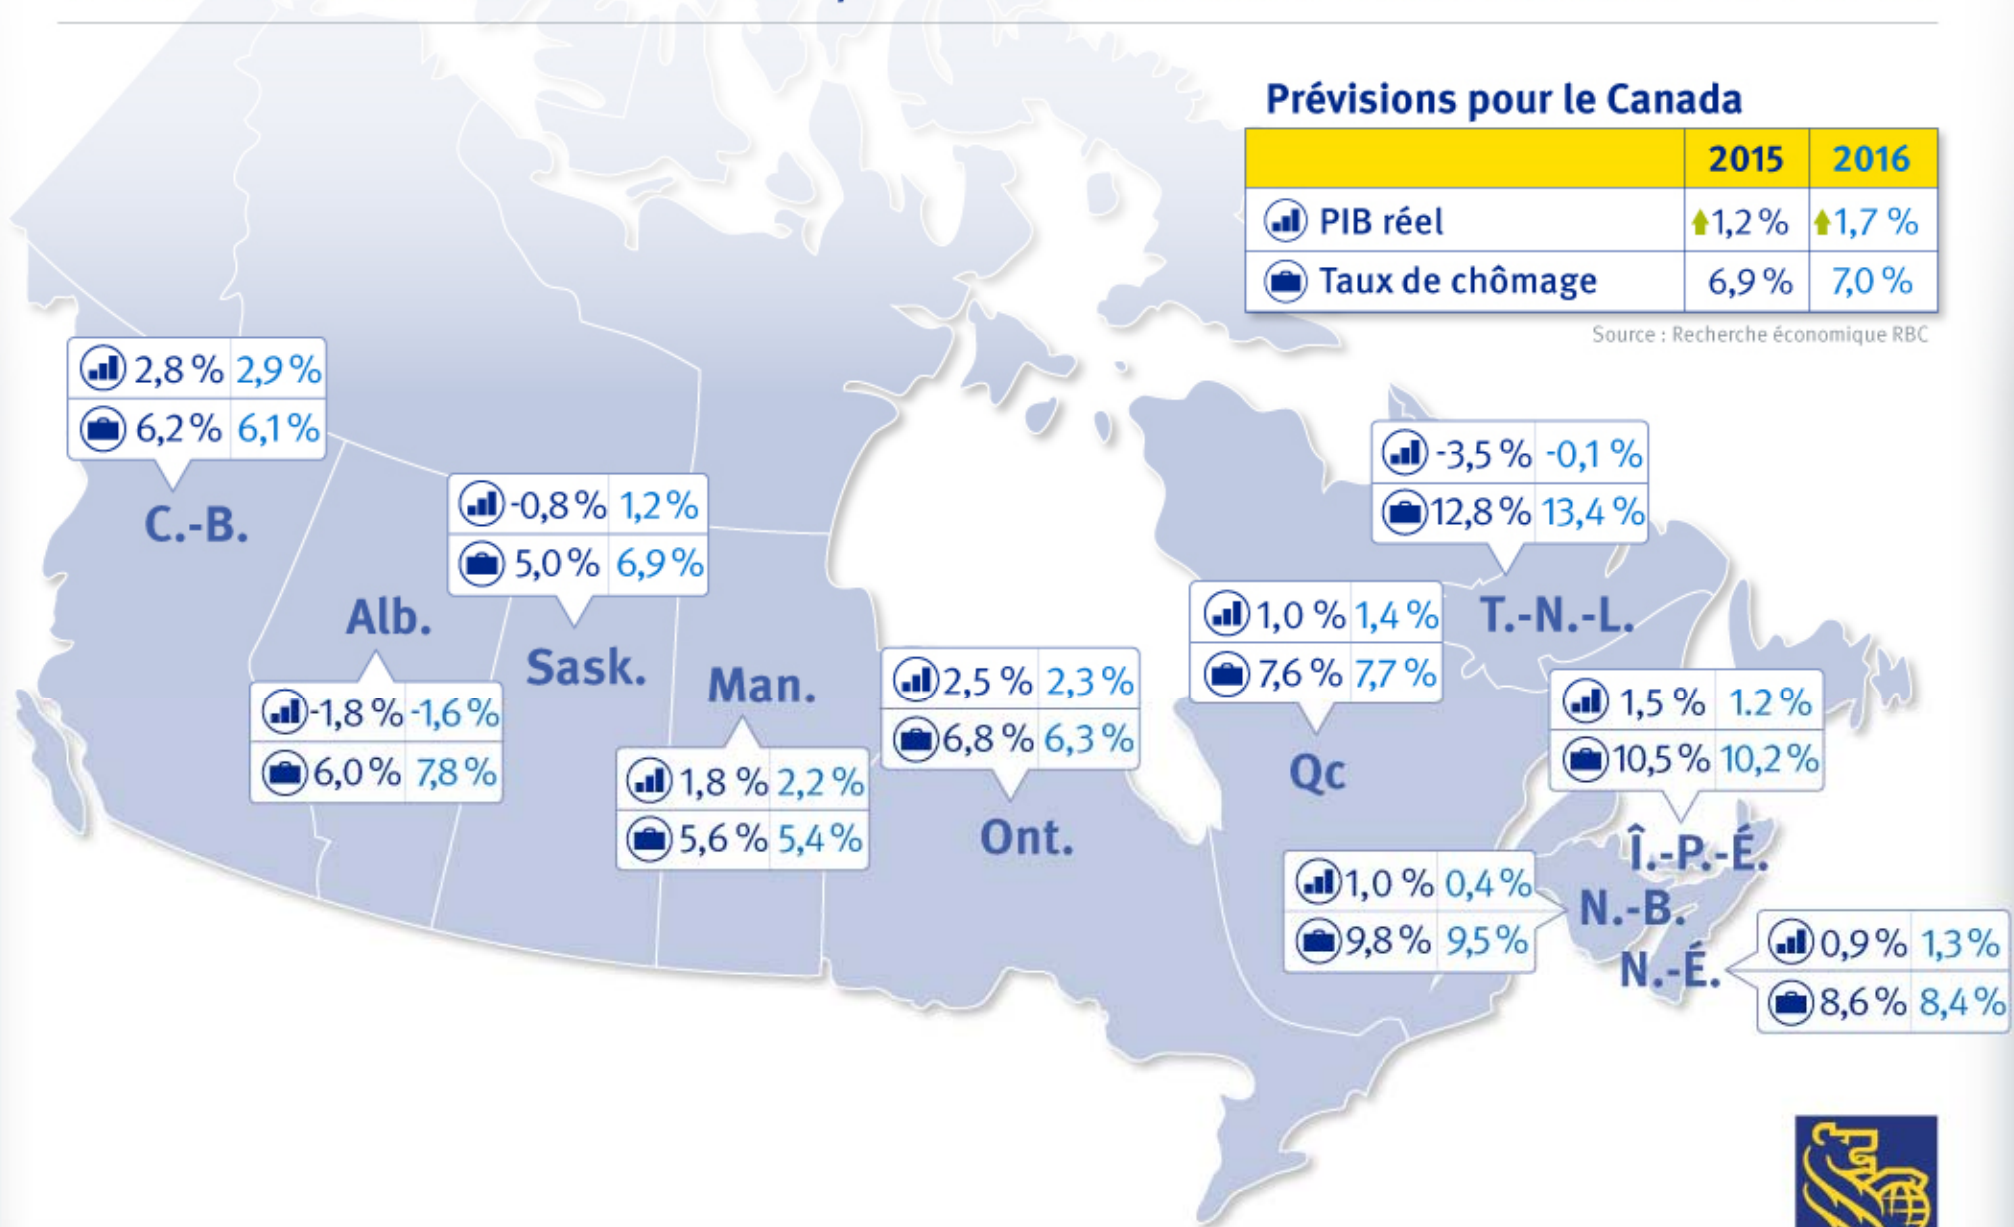 Prévisions pour le Canada
2015 2016
PIB réel 1,2 % 1,7 %
Taux de chômage 6,9 % 7,0 %
Source : Recherche économique RBC
2,8 % 2,9 %
6,2 % 6,1 %
C.-B.
-1,8 % -1,6 %
6,0 % 7,8 %
Alb.
-0,8 % 1,2 %
5,0 % 6,9 %
Sask.
Man.
1,8 % 2,2 %
5,6 % 5,4 %
2,5 % 2,3 %
6,8 % 6,3 %
Ont.
1,0 % 1,4 %
7,6 % 7,7 %
Qc
-3,5 % -0,1 %
12,8 % 13,4 %
T.-N.-L.
1,5 % 1.2 %
10,5 % 10,2 %
Î.-P.-É.
1,0 % 0,4 %
9,8 % 9,5 %
N.-B.
N.-É.
0,9 % 1,3 %
8,6 % 8,4 %